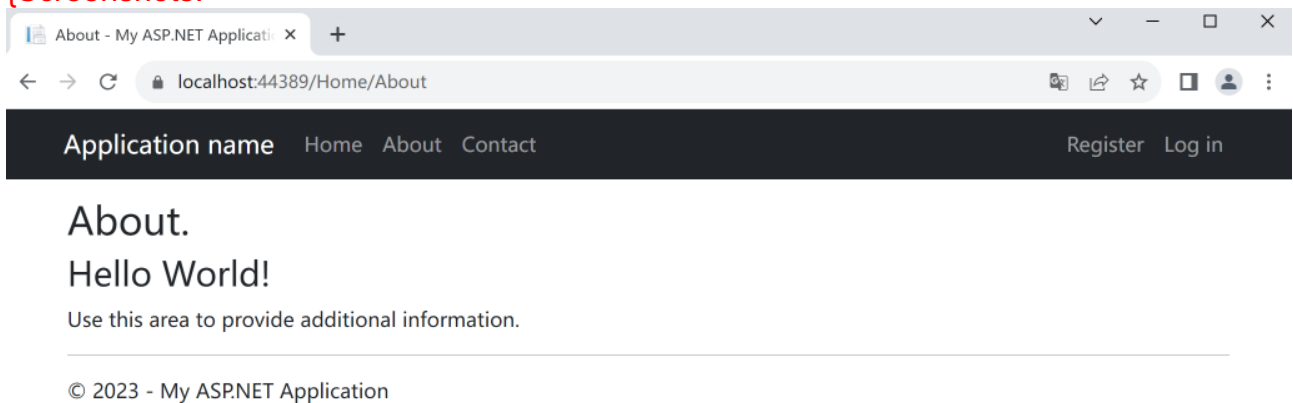 {Screenshots:
About - My ASP.NET Applicati
localhost:44389/Home/About
Application name Home About Contact Register Log in
About.
Hello World!
Use this area to provide additional information.
© 2023 - My ASP.NET Application